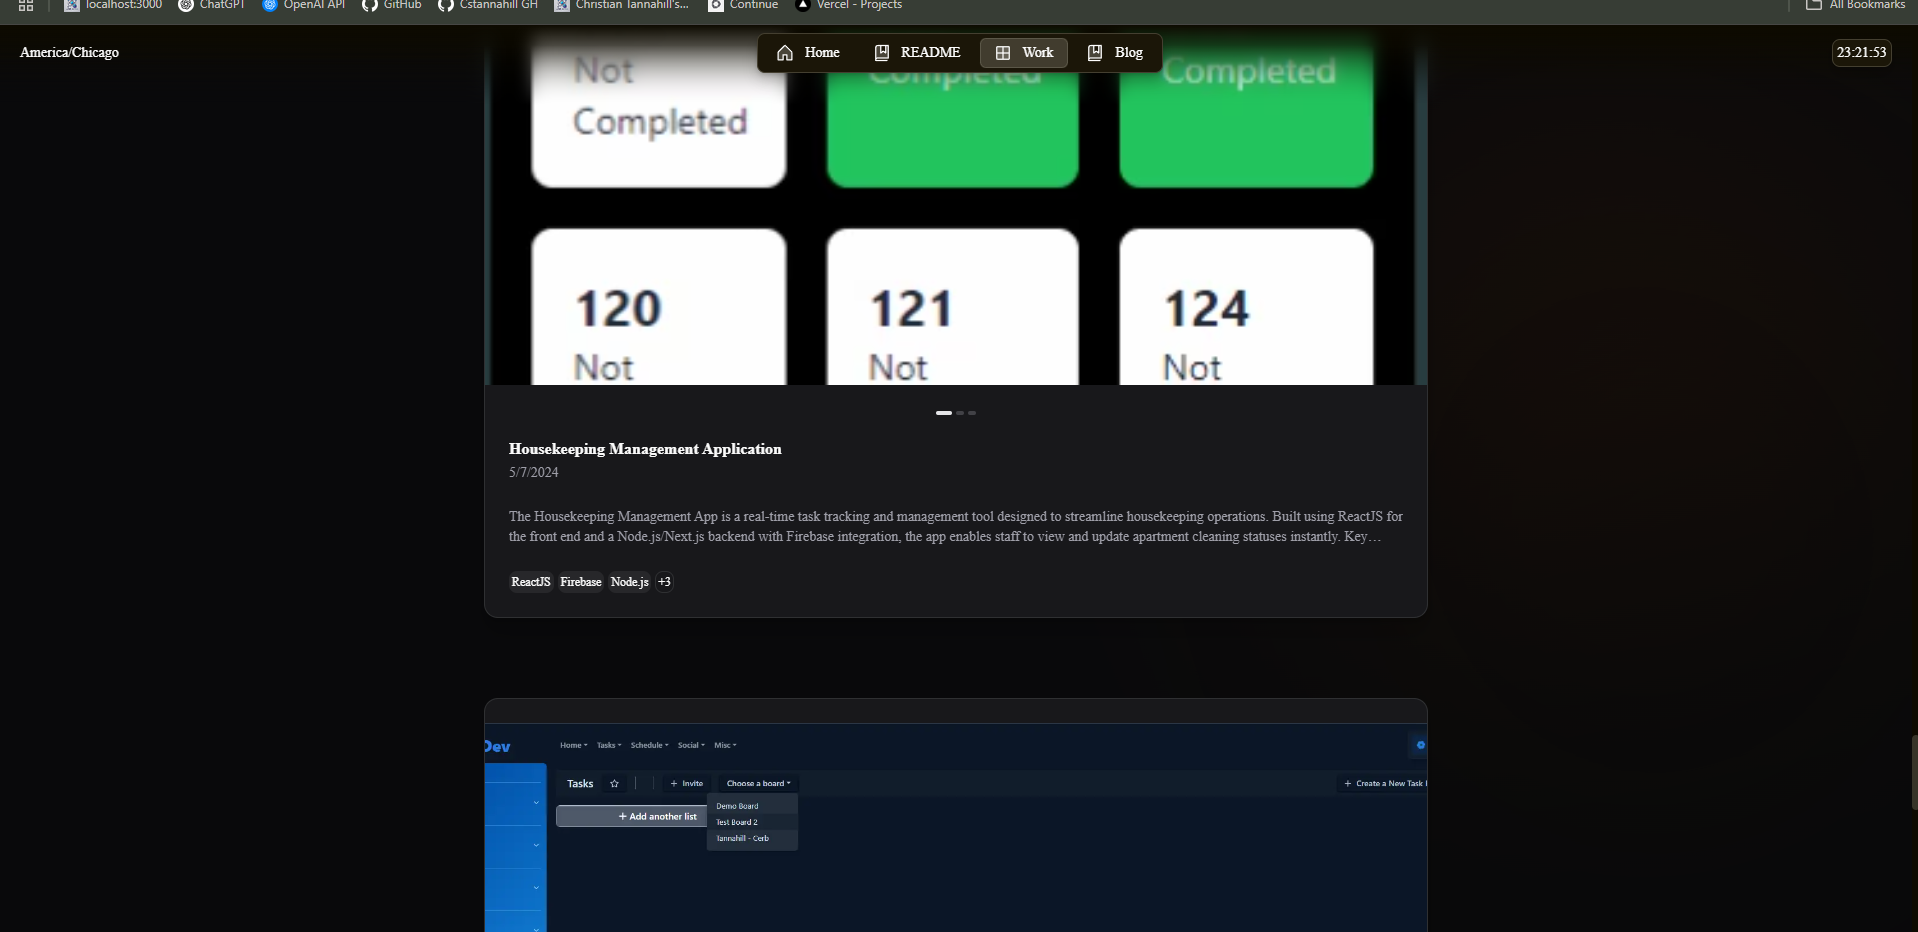 localhost:3000 ChatGPT OpenAI API GitHub Cstannahill GH Christian Tannahill's... Continue Vercel - Projects All Bookmarks
America/Chicago Home README Work Blog 23:21:53
Not Completed Completed
Completed
120 121 124
Not Not Not
Housekeeping Management Application
5/7/2024
The Housekeeping Management App is a real-time task tracking and management tool designed to streamline housekeeping operations. Built using ReactJS for
the front end and a Node.js/Next.js backend with Firebase integration, the app enables staff to view and update apartment cleaning statuses instantly. Key…
ReactJS Firebase Node.js +3
Dev Home Tasks Schedule Social Misc
Tasks + Invite Choose a board + Create a New Task
+ Add another list
Demo Board
Test Board 2
Tannahill - Cerb